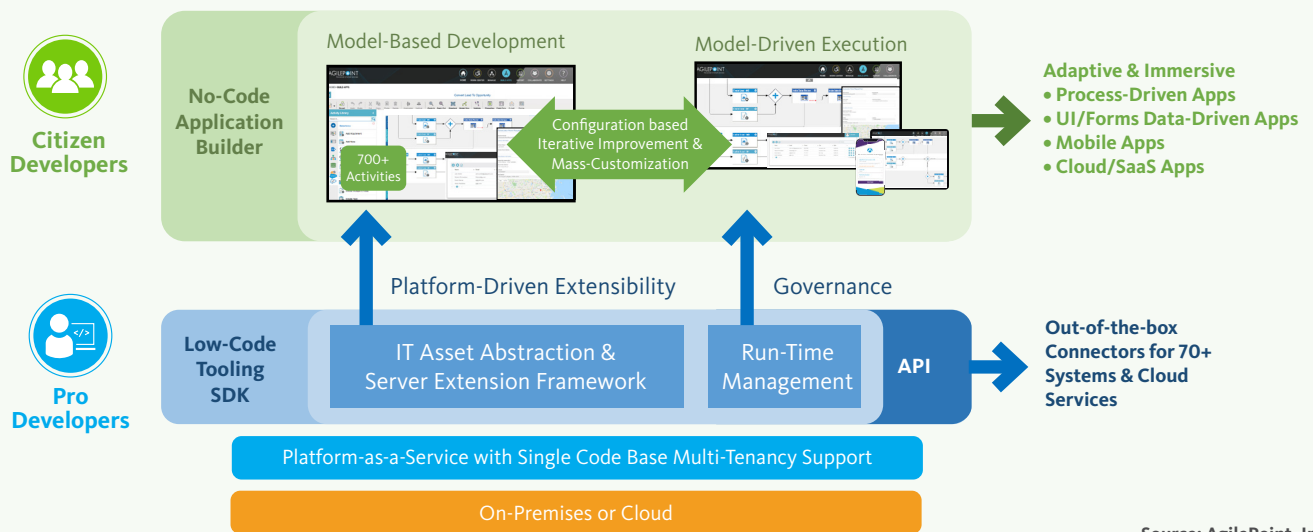 Model-Based Development
Model-Driven Execution
Citizen
Developers
No-Code
Application
Builder
AGILEPOINT
700+
Activities
Configuration based
Iterative Improvement &
Mass-Customization
AGILEPOINT
Adaptive & Immersive
• Process-Driven Apps
• UI/Forms Data-Driven Apps
• Mobile Apps
• Cloud/SaaS Apps
Platform-Driven Extensibility
Governance
</>
Pro
Developers
Low-Code
Tooling
SDK
IT Asset Abstraction &
Server Extension Framework
Run-Time
Management
API
Out-of-the-box
Connectors for 70+
Systems & Cloud
Services
Platform-as-a-Service with Single Code Base Multi-Tenancy Support
On-Premises or Cloud